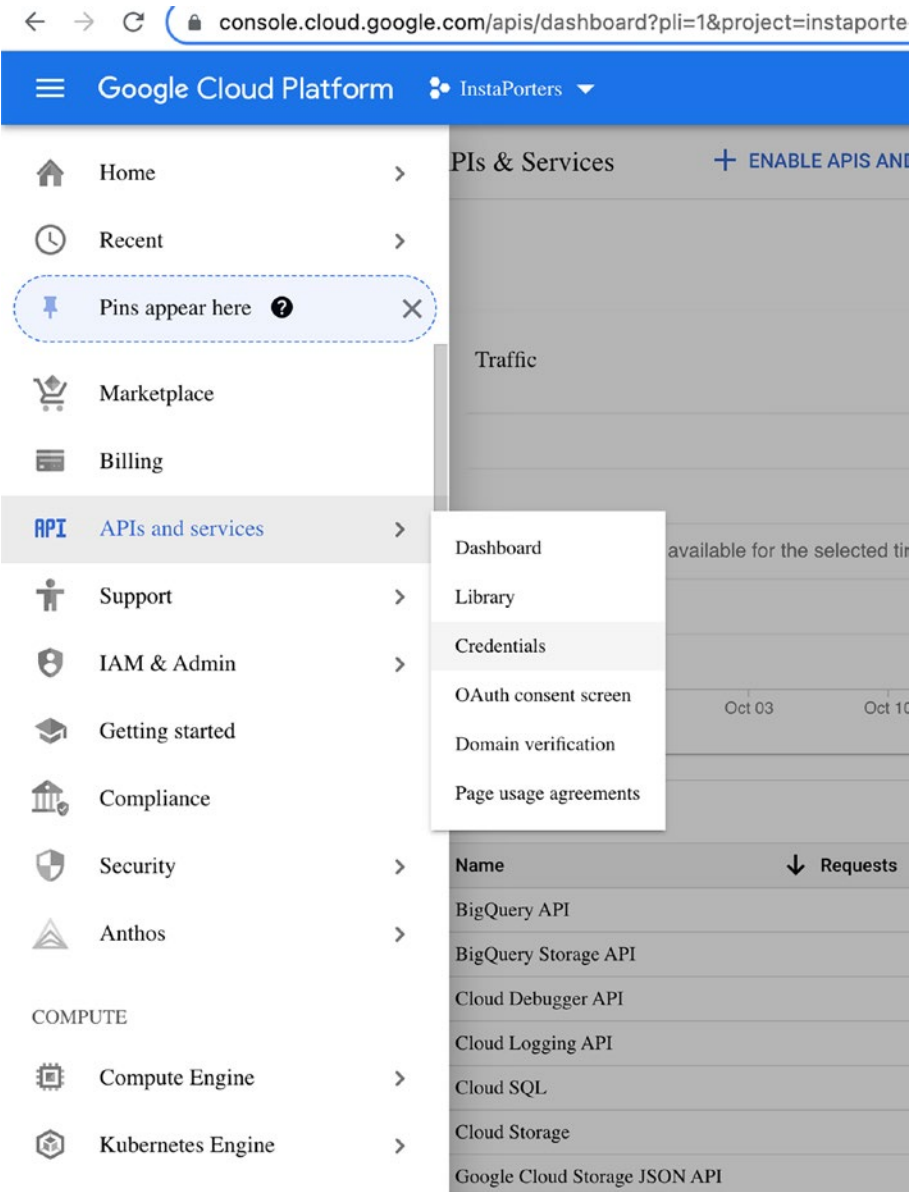 console.cloud.google.com/apis/dashboard?pli=1&project=instaporte
Google Cloud Platform InstaPorters
PIs & Services + ENABLE APIS AND
Home
Recent
Pins appear here
Traffic
Marketplace
Billing
API APIs and services
Dashboard
available for the selected tir
Support
Library
Credentials
IAM & Admin
OAuth consent screen
Oct 03 Oct 10
Getting started
Domain verification
Page usage agreements
Compliance
Security
Name Requests
BigQuery API
Anthos
BigQuery Storage API
Cloud Debugger API
COMPUTE
Cloud Logging API
Compute Engine
Cloud SQL
Cloud Storage
Kubernetes Engine
Google Cloud Storage JSON API